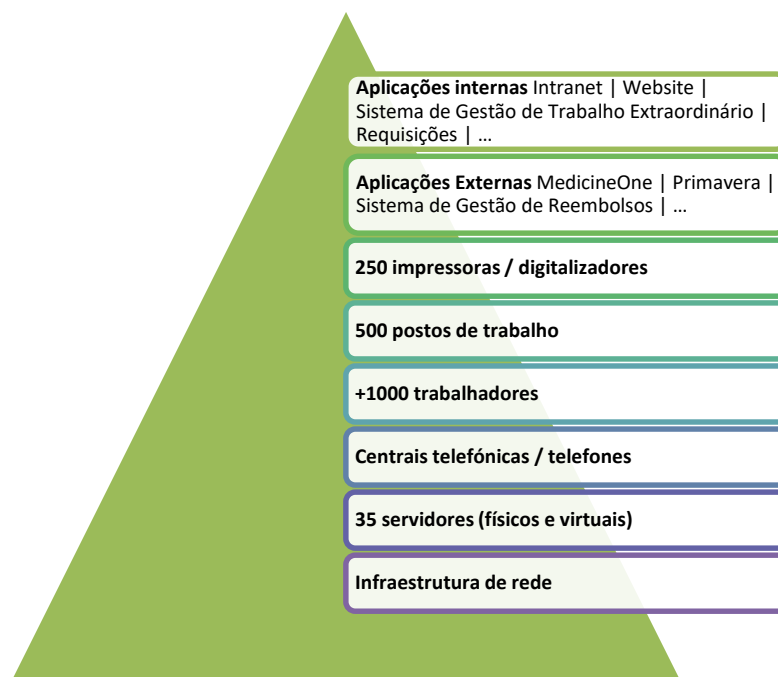 Aplicações internas Intranet | Website |
Sistema de Gestão de Trabalho Extraordinário |
Requisições | ...
Aplicações Externas MedicineOne | Primavera |
Sistema de Gestão de Reembolsos | ...
250 impressoras / digitalizadores
500 postos de trabalho
+1000 trabalhadores
Centrais telefónicas / telefones
35 servidores (físicos e virtuais)
Infraestrutura de rede